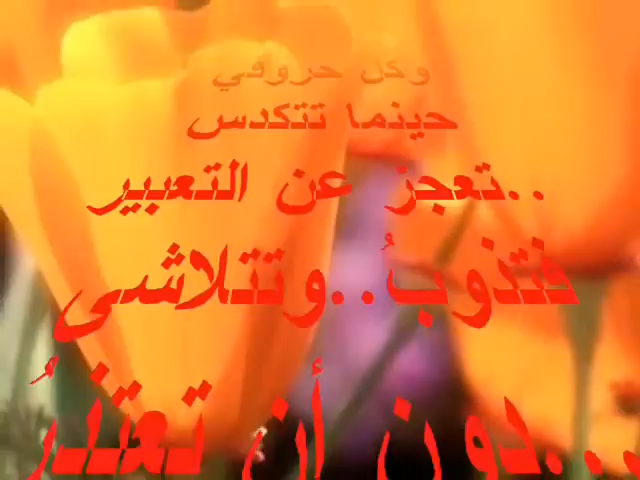 وكل حروفي
حينما تتكدس
..تعجز عن التعبير
فتذوبُ..وتتلاشى
...دون أن تعتذرُ